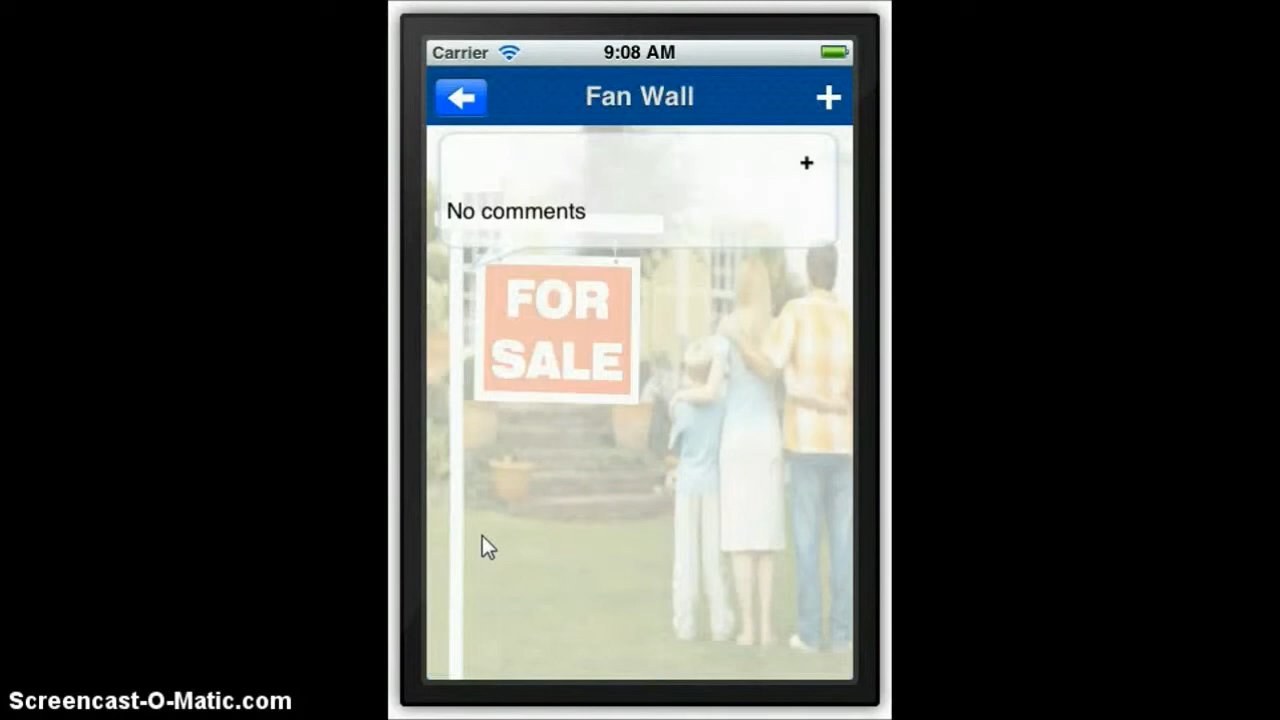 Carrier 9:08 AM
Fan Wall
+
+
No comments
FOR
SALE
Screencast-O-Matic.com